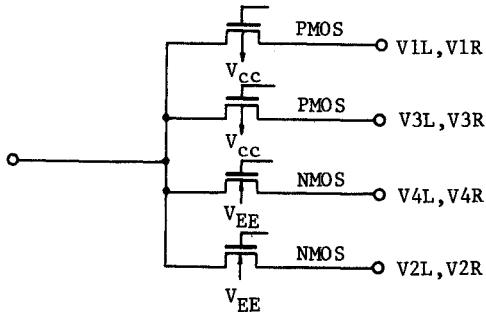 PMOS
V1L,V1R
Vcc
PMOS
V3L,V3R
Vcc
NMOS
V4L,V4R
VEE
NMOS
V2L,V2R
VEE